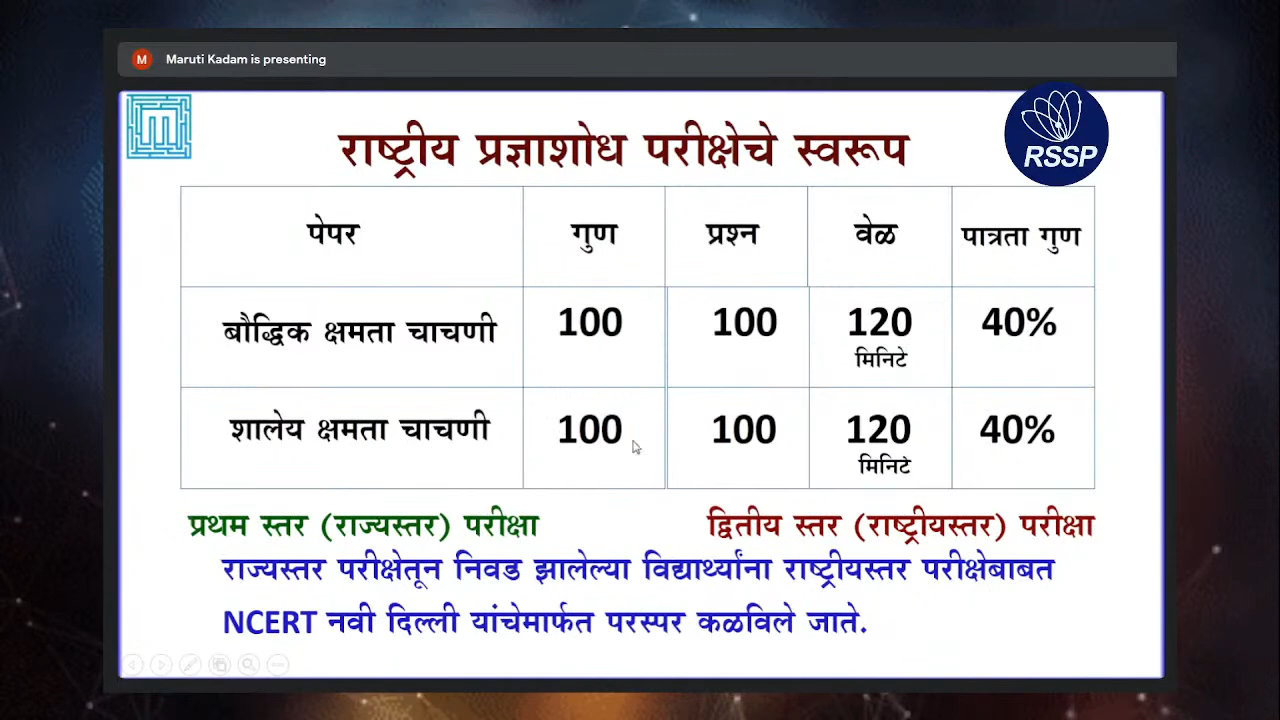 M Maruti Kadam is presenting
m
RSSP
राष्ट्रीय प्रज्ञाशोध परीक्षेचे स्वरूप
पेपर गुण प्रश्न वेळ पात्रता गुण
बौद्धिक क्षमता चाचणी 100 100 120 मिनिटे 40%
शालेय क्षमता चाचणी 100 100 120 मिनिटे 40%
प्रथम स्तर (राज्यस्तर) परीक्षा द्वितीय स्तर (राष्ट्रीयस्तर) परीक्षा
राज्यस्तर परीक्षेतून निवड झालेल्या विद्यार्थ्यांना राष्ट्रीयस्तर परीक्षेबाबत
NCERT नवी दिल्ली यांचेमार्फत परस्पर कळविले जाते.